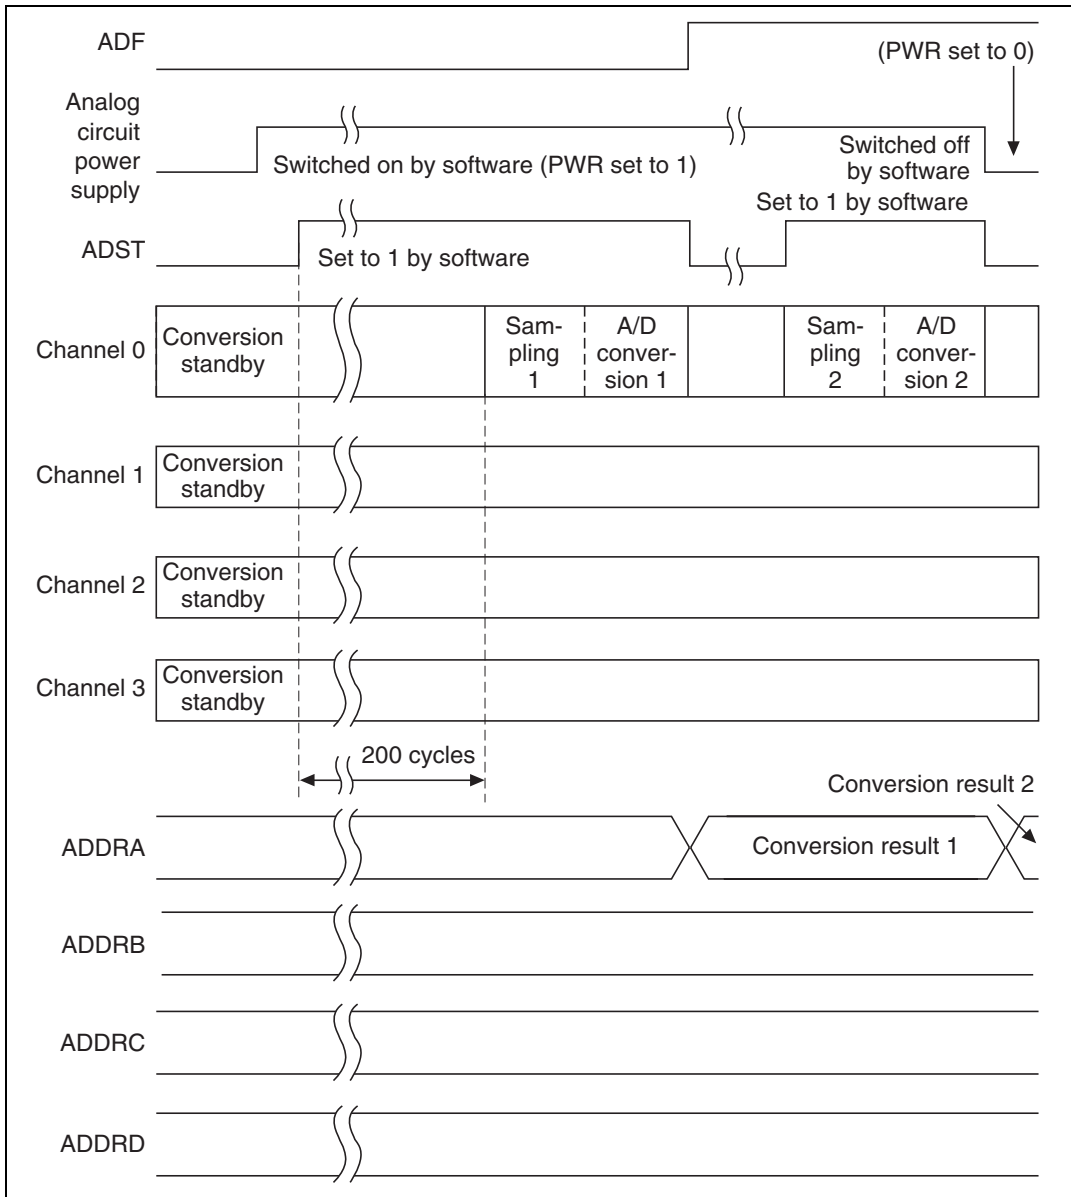 ADF
(PWR set to 0)
Analog
circuit
power
supply
Switched on by software (PWR set to 1)
Switched off
by software
Set to 1 by software
ADST
Set to 1 by software
Channel 0
Conversion
standby
Sam-
pling
1
A/D
conver-
sion 1
Sam-
pling
2
A/D
conver-
sion 2
Channel 1
Conversion
standby
Channel 2
Conversion
standby
Channel 3
Conversion
standby
200 cycles
Conversion result 2
ADDRA
Conversion result 1
ADDRB
ADDRC
ADDRD